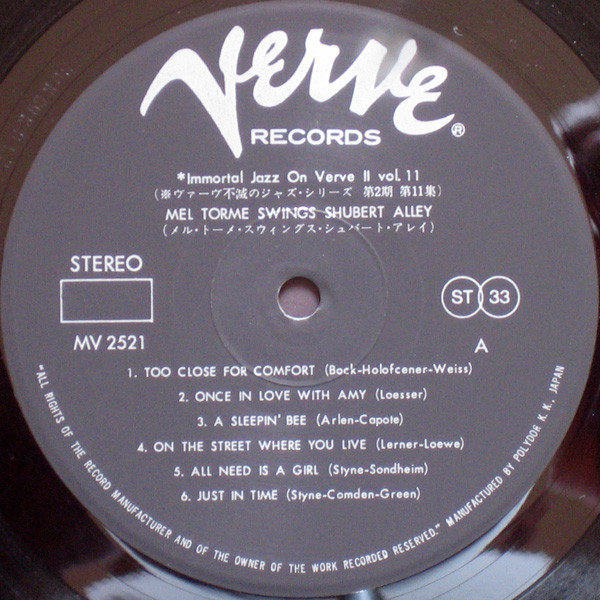 Verve
RECORDS ®
*Immortal Jazz On Verve II vol. 11
(※ヴァーヴ不滅のジャズ・シリーズ 第2期 第11集)
MEL TORME SWINGS SHUBERT ALLEY
(メル・トーメ・スウィングス・シュバート・アレイ)
STEREO
ST 33
MV 2521
A
1. TOO CLOSE FOR COMFORT (Bock-Holofcener-Weiss)
2. ONCE IN LOVE WITH AMY (Loesser)
3. A SLEEPIN' BEE (Arlen-Capote)
4. ON THE STREET WHERE YOU LIVE (Lerner-Loewe)
5. ALL NEED IS A GIRL (Styne-Sondheim)
6. JUST IN TIME (Styne-Comden-Green)
"ALL RIGHTS OF THE RECORD MANUFACTURER AND OF THE OWNER OF THE WORK RECORDED RESERVED." MANUFACTURED BY POLYDOR K. K., JAPAN